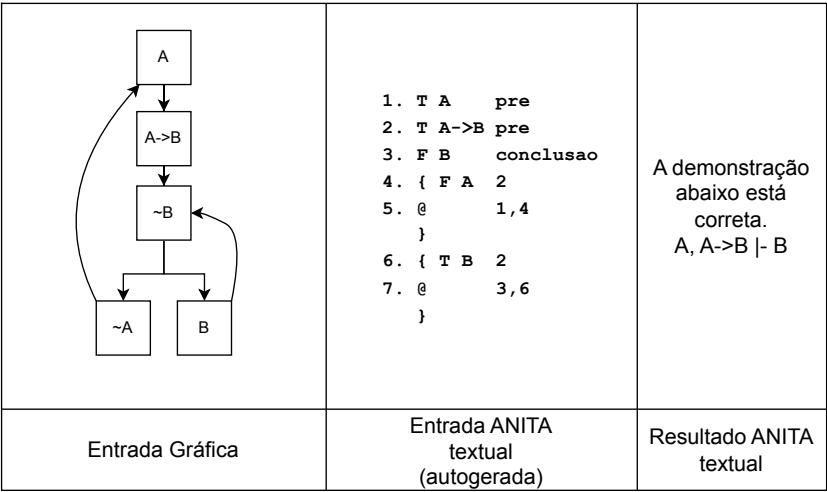 A
A->B
~B
~A
B
1. T A pre
2. T A->B pre
3. F B conclusao
4. { F A 2
5. @ 1,4
}
6. { T B 2
7. @ 3,6
}
A demonstração
abaixo está
correta.
A, A->B |- B
Entrada Gráfica
Entrada ANITA
textual
(autogerada)
Resultado ANITA
textual